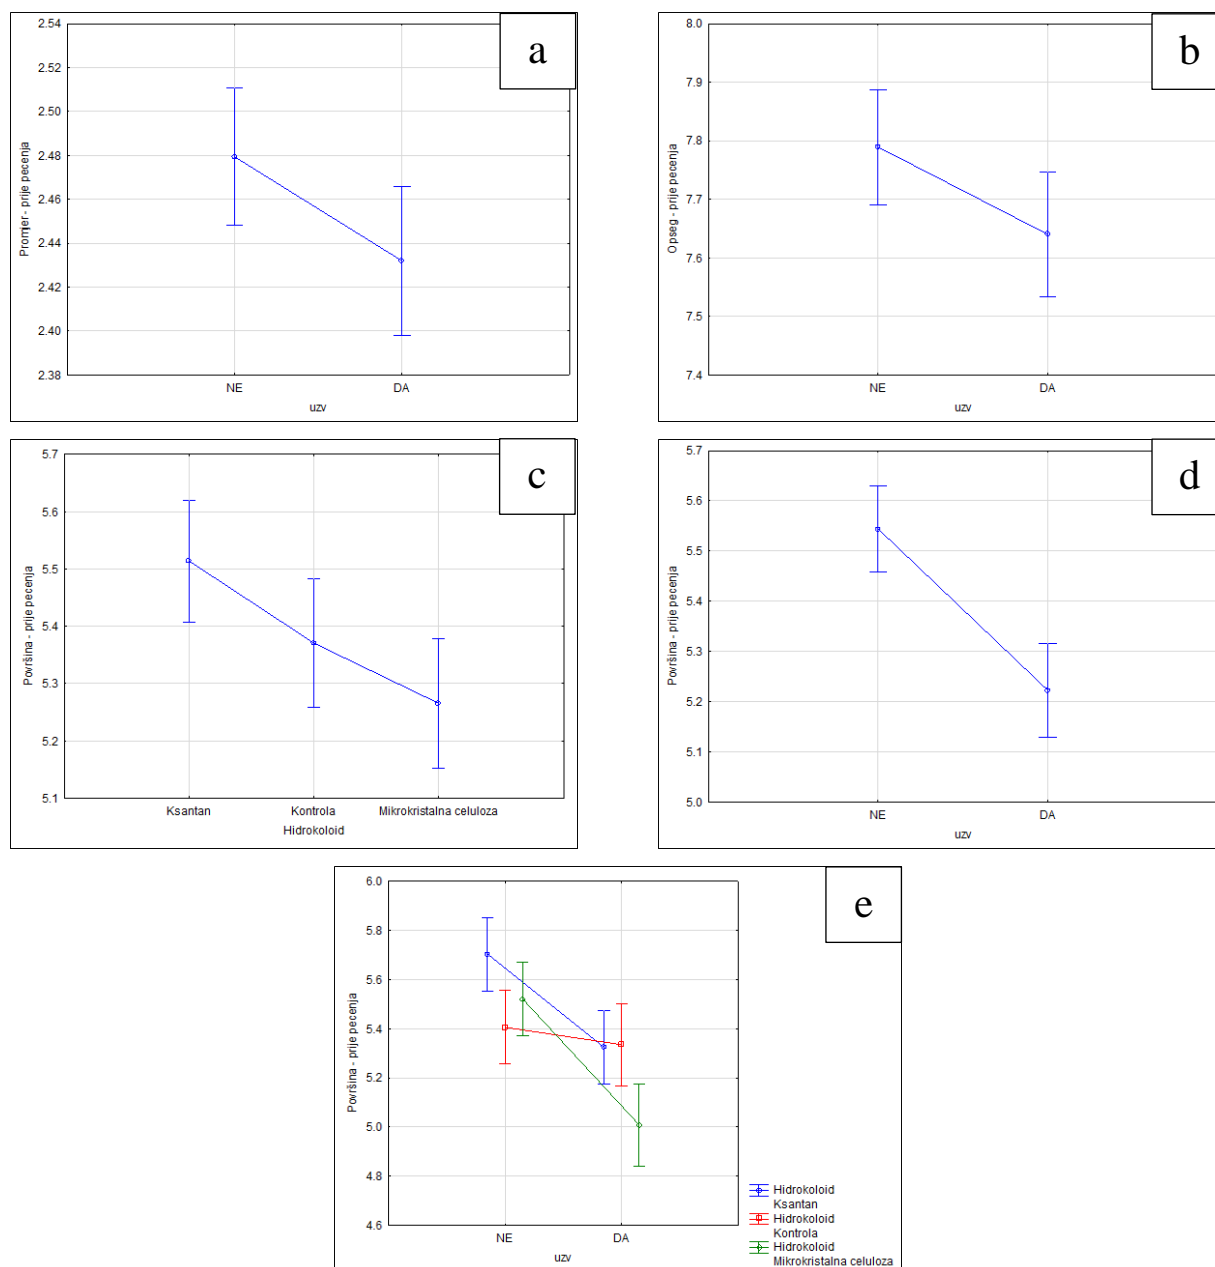 a
2.54
2.52
2.50
2.48
2.46
2.44
2.42
2.40
2.38
Promjer - prije pecenja
NE DA
uzv
b
8.0
7.9
7.8
7.7
7.6
7.5
7.4
Opseg - prije pecenja
NE DA
uzv
c
5.7
5.6
5.5
5.4
5.3
5.2
5.1
Površina - prije pecenja
Ksantan Kontrola Mikrokristalna celuloza
Hidrokoloid
d
5.7
5.6
5.5
5.4
5.3
5.2
5.1
5.0
Površina - prije pecenja
NE DA
uzv
e
6.0
5.8
5.6
5.4
5.2
5.0
4.8
4.6
Površina - prije pecenja
NE DA
uzv
Hidrokoloid
Ksantan
Hidrokoloid
Kontrola
Hidrokoloid
Mikrokristalna celuloza